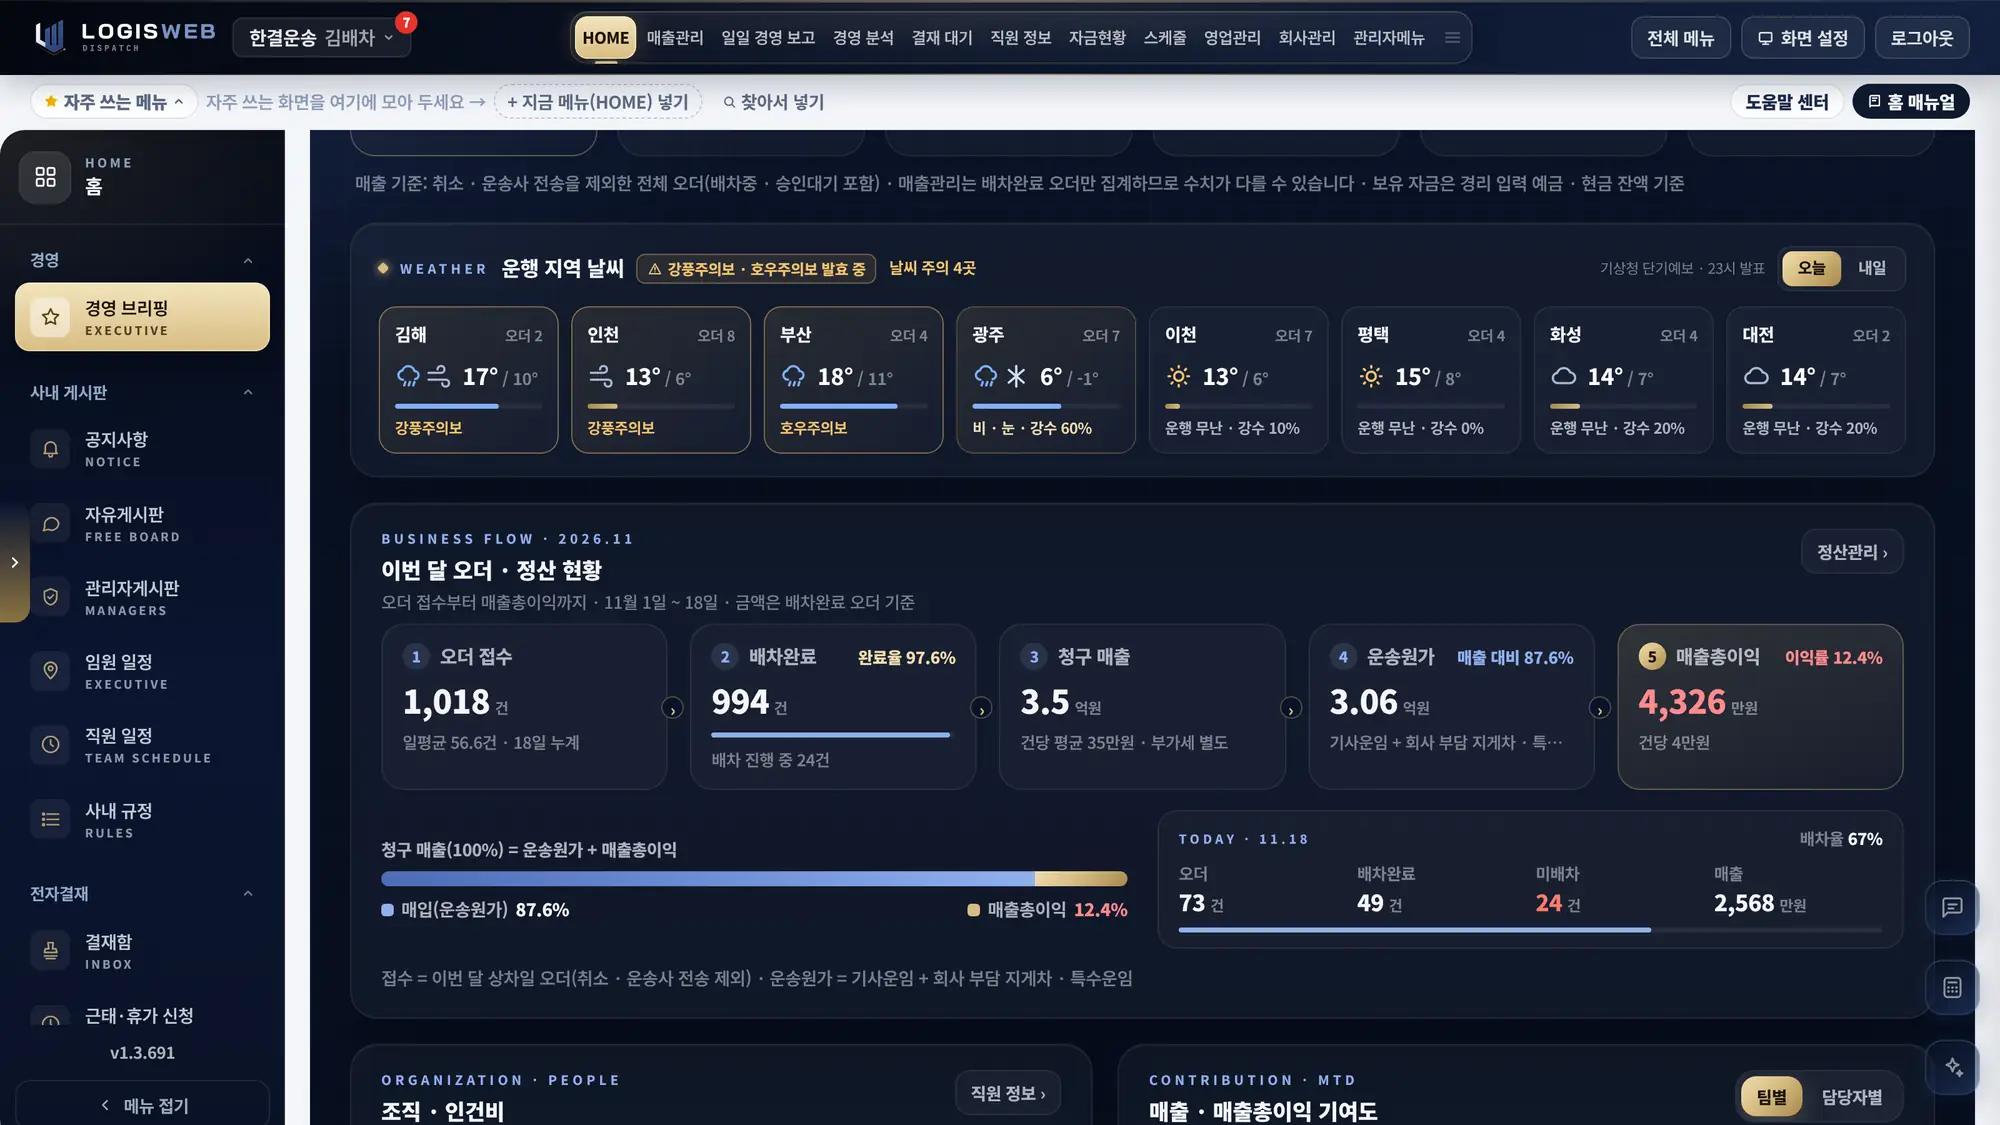 LOGISWEB
DISPATCH
한결운송 김배차
7
HOME 매출관리 일일 경영 보고 경영 분석 결재 대기 직원 정보 자금현황 스케줄 영업관리 회사관리 관리자메뉴
전체 메뉴
화면 설정
로그아웃
자주 쓰는 메뉴
자주 쓰는 화면을 여기에 모아 두세요 →
+ 지금 메뉴(HOME) 넣기
찾아서 넣기
도움말 센터
홈 매뉴얼
HOME
홈
경영
경영 브리핑
EXECUTIVE
사내 게시판
공지사항
NOTICE
자유게시판
FREE BOARD
관리자게시판
MANAGERS
임원 일정
EXECUTIVE
직원 일정
TEAM SCHEDULE
사내 규정
RULES
전자결재
결재함
INBOX
근태·휴가 신청
v1.3.691
메뉴 접기
매출 기준: 취소 · 운송사 전송을 제외한 전체 오더(배차중 · 승인대기 포함) · 매출관리는 배차완료 오더만 집계하므로 수치가 다를 수 있습니다 · 보유 자금은 경리 입력 예금 · 현금 잔액 기준
WEATHER 운행 지역 날씨 강풍주의보 · 호우주의보 발효 중 날씨 주의 4곳
기상청 단기예보 · 23시 발표 오늘 내일
김해 오더 2
17° / 10°
강풍주의보
인천 오더 8
13° / 6°
강풍주의보
부산 오더 4
18° / 11°
호우주의보
광주 오더 7
6° / -1°
비 · 눈 · 강수 60%
이천 오더 7
13° / 6°
운행 무난 · 강수 10%
평택 오더 4
15° / 8°
운행 무난 · 강수 0%
화성 오더 4
14° / 7°
운행 무난 · 강수 20%
대전 오더 2
14° / 7°
운행 무난 · 강수 20%
BUSINESS FLOW · 2026.11
이번 달 오더 · 정산 현황
오더 접수부터 매출총이익까지 · 11월 1일 ~ 18일 · 금액은 배차완료 오더 기준
정산관리 ›
1 오더 접수
1,018 건
일평균 56.6건 · 18일 누계
2 배차완료 완료율 97.6%
994 건
배차 진행 중 24건
3 청구 매출
3.5 억원
건당 평균 35만원 · 부가세 별도
4 운송원가 매출 대비 87.6%
3.06 억원
기사운임 + 회사 부담 지게차 · 특…
5 매출총이익 이익률 12.4%
4,326 만원
건당 4만원
청구 매출(100%) = 운송원가 + 매출총이익
매입(운송원가) 87.6%
매출총이익 12.4%
TODAY · 11.18
배차율 67%
오더 배차완료 미배차 매출
73 건 49 건 24 건 2,568 만원
접수 = 이번 달 상차일 오더(취소 · 운송사 전송 제외) · 운송원가 = 기사운임 + 회사 부담 지게차 · 특수운임
ORGANIZATION · PEOPLE
조직 · 인건비
직원 정보 ›
CONTRIBUTION · MTD
매출 · 매출총이익 기여도
팀별 담당자별